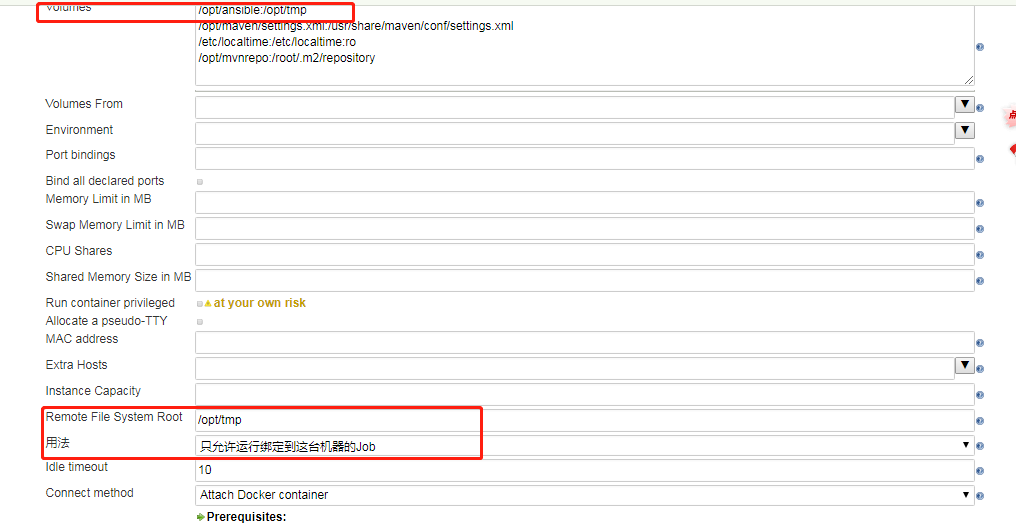 Volumes
/opt/ansible:/opt/tmp
/opt/maven/settings.xml:/usr/share/maven/conf/settings.xml
/etc/localtime:/etc/localtime:ro
/opt/mvnrepo:/root/.m2/repository
Volumes From
Environment
Port bindings
Bind all declared ports
Memory Limit in MB
Swap Memory Limit in MB
CPU Shares
Shared Memory Size in MB
Run container privileged at your own risk
Allocate a pseudo-TTY
MAC address
Extra Hosts
Instance Capacity
Remote File System Root /opt/tmp
用法 只允许运行绑定到这台机器的Job
Idle timeout 10
Connect method Attach Docker container
Prerequisites: